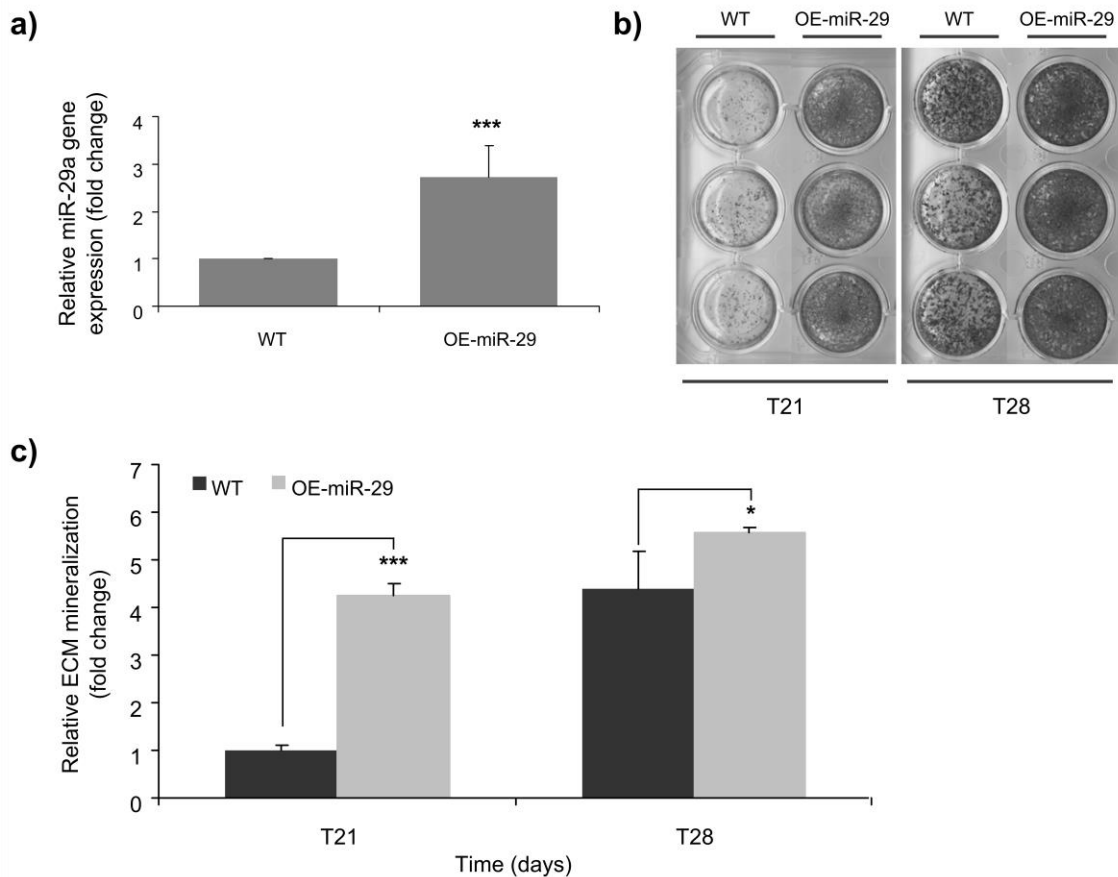 a)
Relative miR-29a gene
expression (fold change)
4
3
2
1
0
***
WT
OE-miR-29
b)
WT
OE-miR-29
WT
OE-miR-29
T21
T28
c)
Relative ECM mineralization
(fold change)
7
6
5
4
3
2
1
0
WT
OE-miR-29
***
*
T21
T28
Time (days)